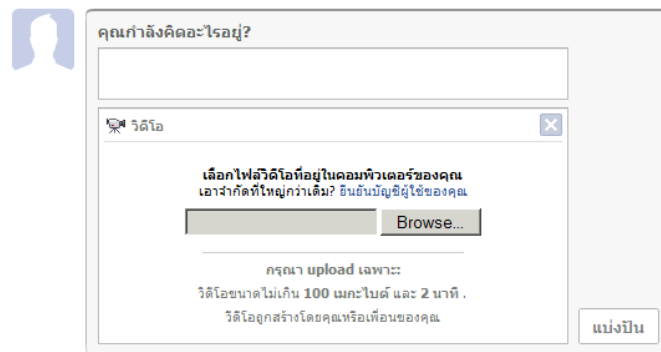 คุณกำลังคิดอะไรอยู่?
วิดีโอ
เลือกไฟล์วิดีโอที่อยู่ในคอมพิวเตอร์ของคุณ
เอาจำกัดที่ใหญ่กว่าเดิม? ยืนยันบัญชีผู้ใช้ของคุณ
Browse...
กรุณา upload เฉพาะ:
วิดีโอขนาดไม่เกิน 100 เมกะไบต์ และ 2 นาที .
วิดีโอถูกสร้างโดยคุณหรือเพื่อนของคุณ
แบ่งปัน